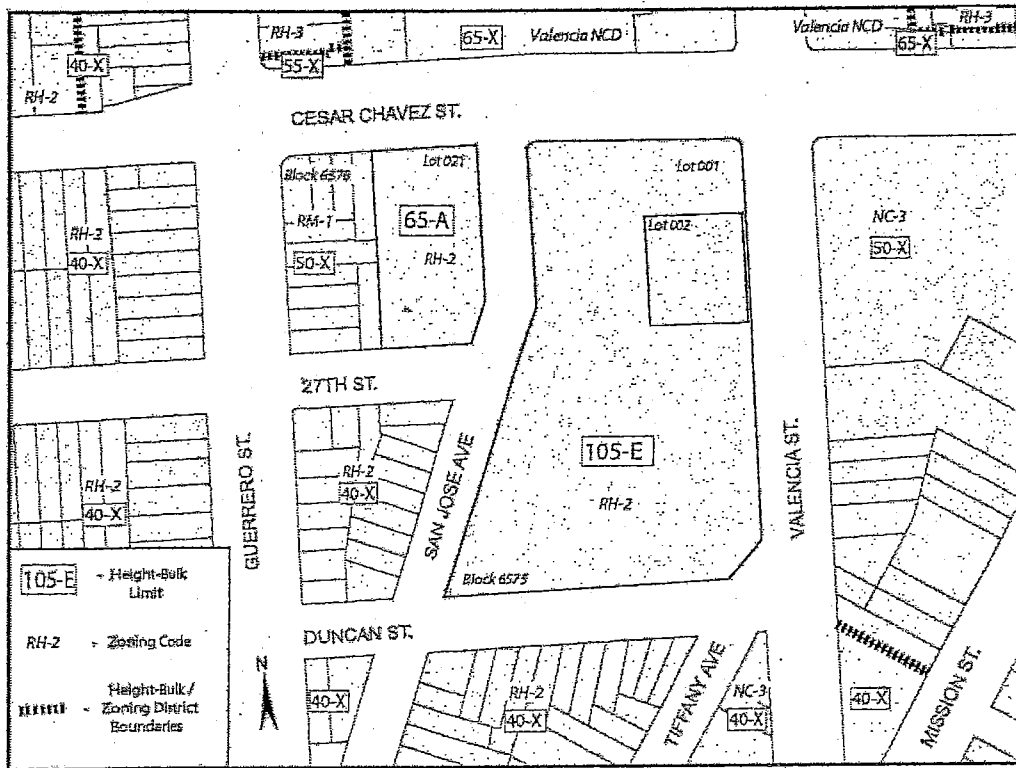 RH-3
65-X
Valencia NCD
Valencia NCD
RH-3
65-X
40-X
55-X
RH-2
CESAR CHAVEZ ST.
Lot 021
Lot 001
Block 6576
RM-1
65-A
Lot 002
NC-3
RH-2
40-X
50-X
RH-2
50-X
27TH ST.
105-E
RH-2
RH-2
40-X
RH-2
40-X
GUERRERO ST.
SAN JOSE AVE
VALENCIA ST.
Block 6575
105-E - Height-Bulk
Limit
RH-2 - Zoning Code
Height-Bulk /
- Zoning District
Boundaries
N
DUNCAN ST.
40-X
RH-2
40-X
TIFFANY AVE
NC-3
40-X
40-X
MISSION ST.